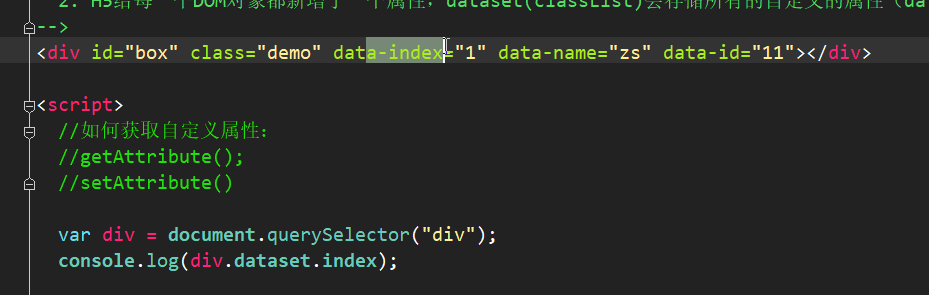 2. H5给每一个DOM对象都新增了一个属性，dataset(classList)会存储所有的自定义的属性（da
-->
<div id="box" class="demo" data-index="1" data-name="zs" data-id="11"></div>
<script>
//如何获取自定义属性：
//getAttribute();
//setAttribute()
var div = document.querySelector("div");
console.log(div.dataset.index);